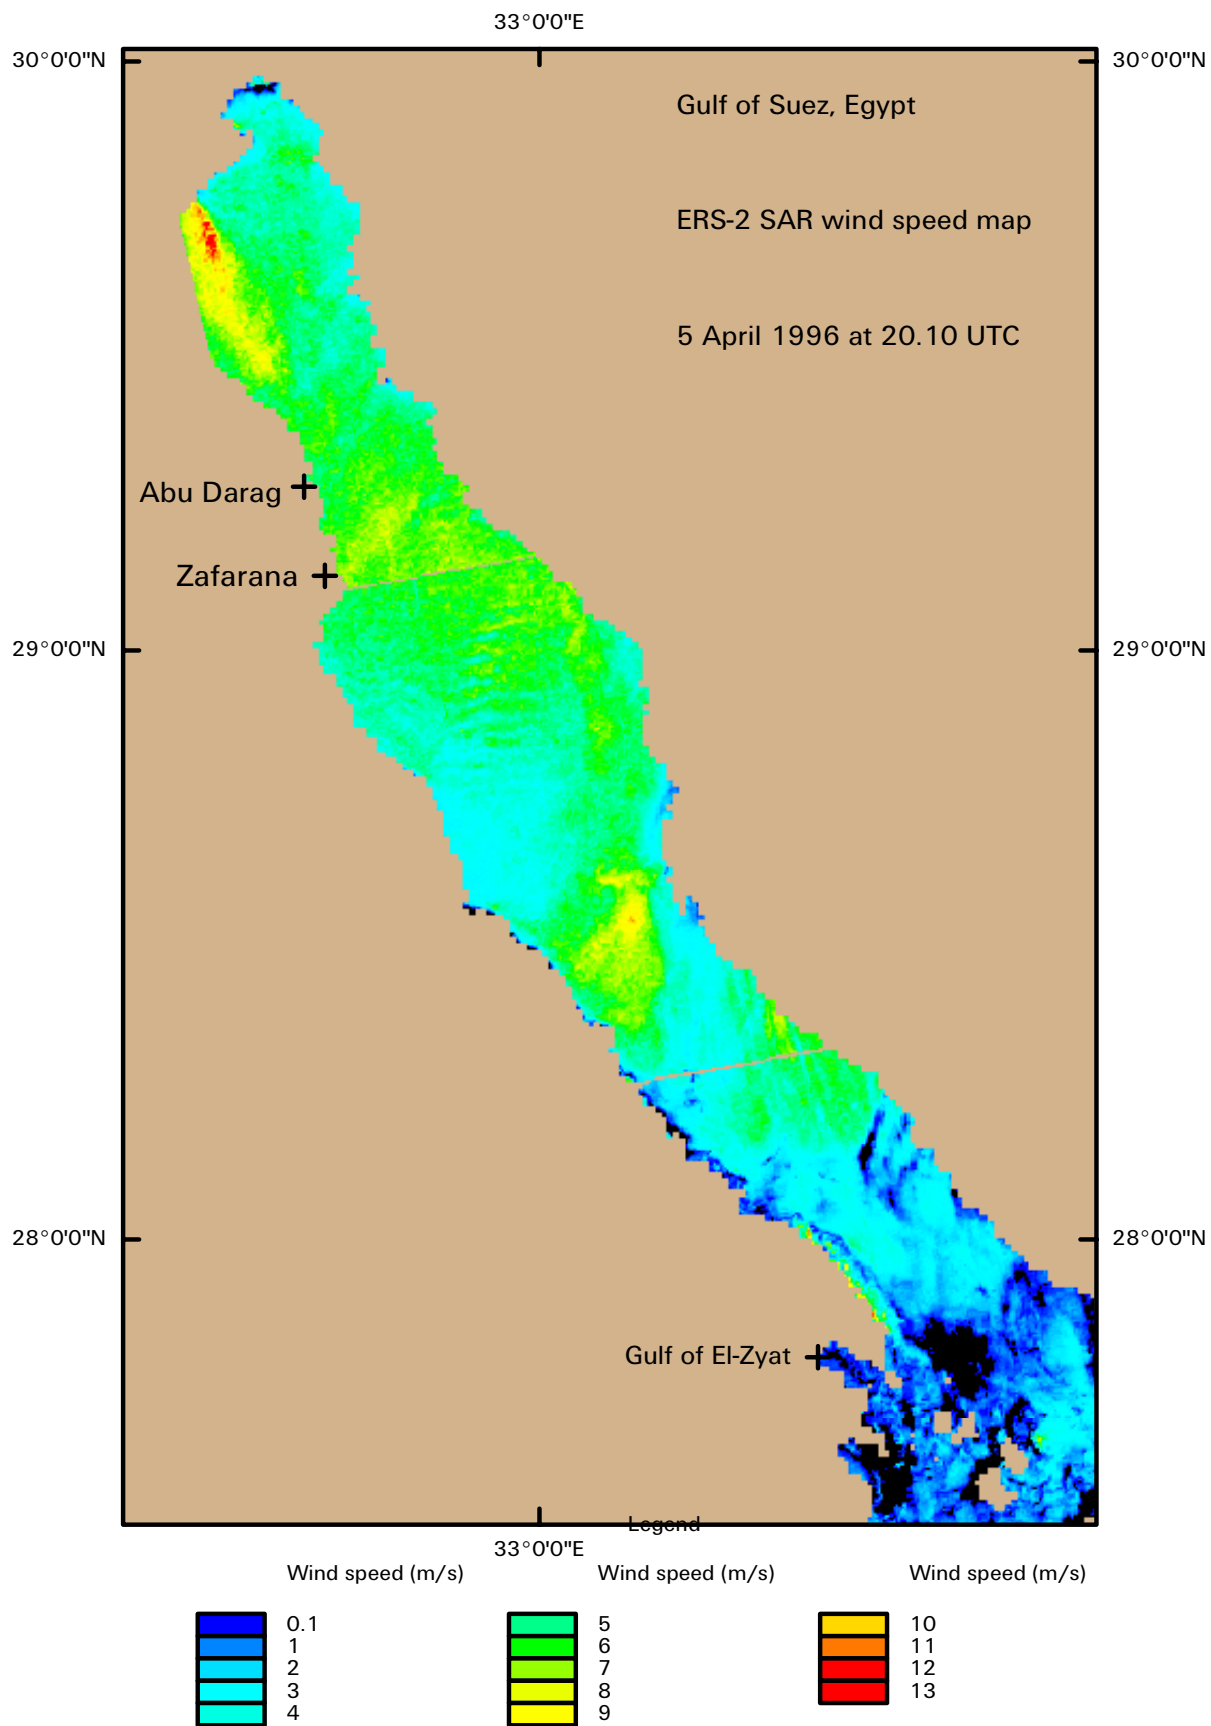 33°0'0"E
30°0'0"N
30°0'0"N
Gulf of Suez, Egypt
ERS-2 SAR wind speed map
5 April 1996 at 20.10 UTC
Abu Darag
Zafarana
29°0'0"N
29°0'0"N
28°0'0"N
28°0'0"N
Gulf of El-Zyat
Legend
33°0'0"E
Wind speed (m/s)
0.1
1
2
3
4
Wind speed (m/s)
5
6
7
8
9
Wind speed (m/s)
10
11
12
13